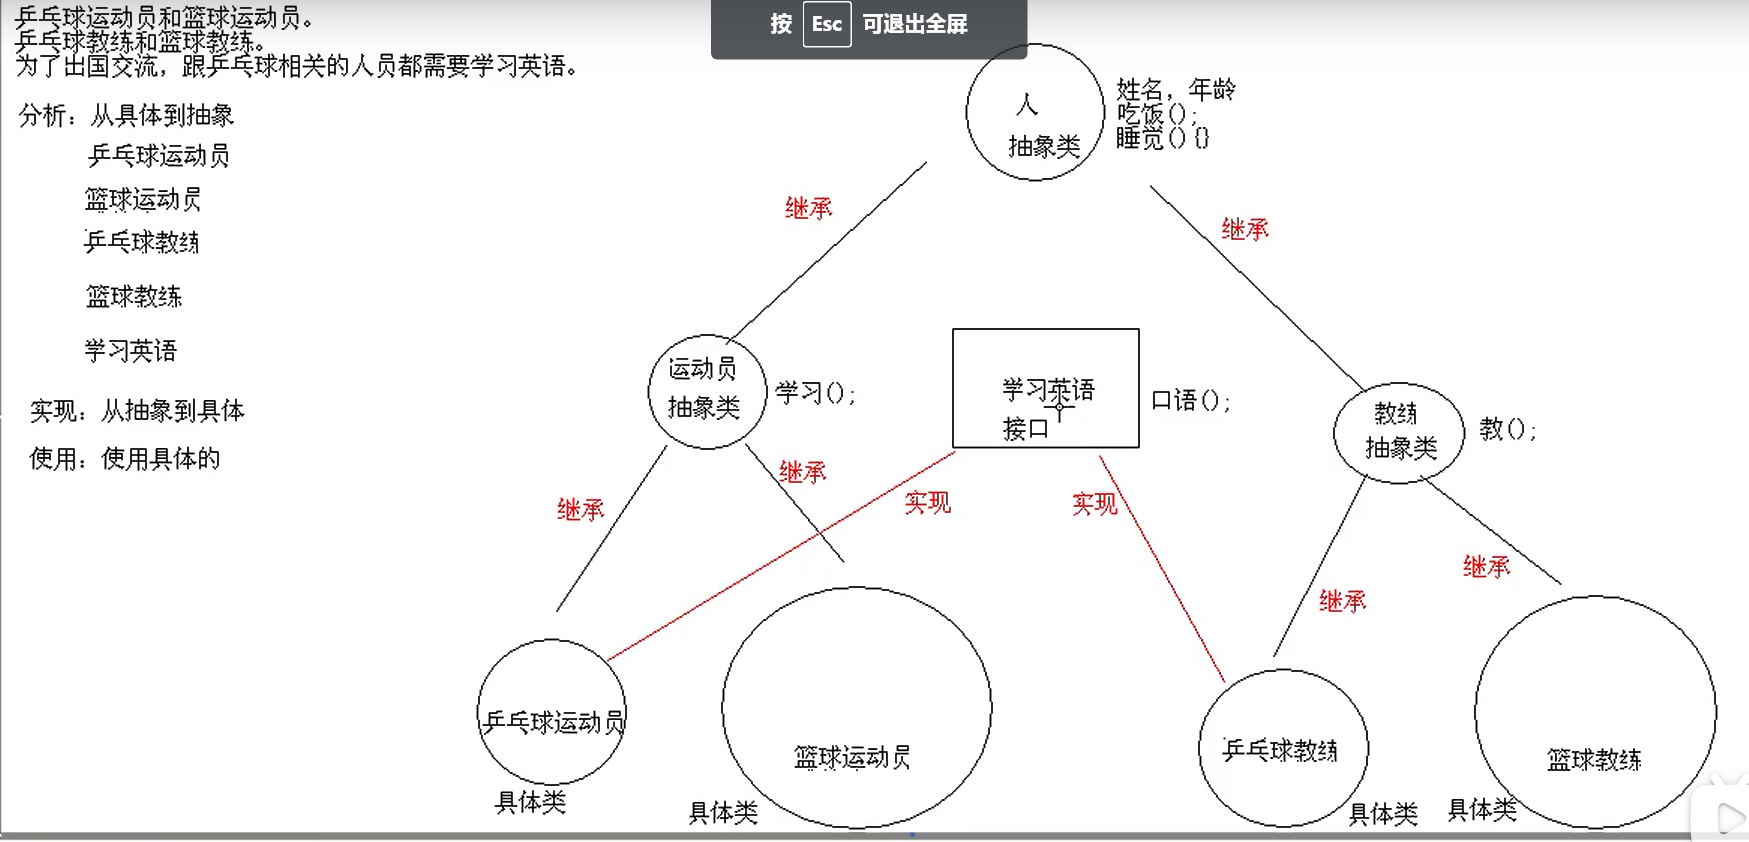 按 Esc 可退出全屏
乒乓球运动员和篮球运动员。
乒乓球教练和篮球教练。
为了出国交流，跟乒乓球相关的人员都需要学习英语。
分析：从具体到抽象
乒乓球运动员
篮球运动员
乒乓球教练
篮球教练
学习英语
实现：从抽象到具体
使用：使用具体的
人
抽象类
姓名，年龄
吃饭();
睡觉(){}
继承
继承
运动员
抽象类
学习();
学习英语
接口
口语();
教练
抽象类
教();
继承
继承
实现
实现
继承
继承
乒乓球运动员
具体类
篮球运动员
具体类
乒乓球教练
具体类
篮球教练
具体类